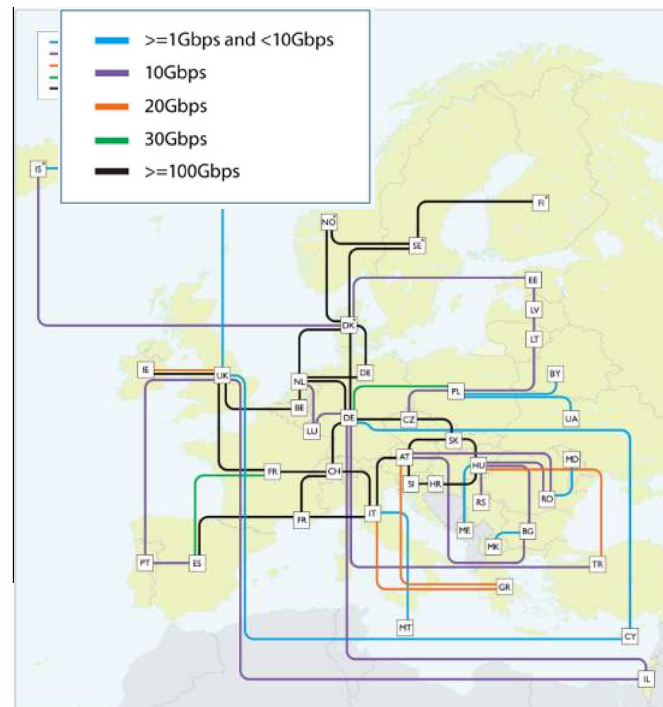 >=1Gbps and <10Gbps
10Gbps
20Gbps
30Gbps
>=100Gbps
IS*
NO*
FI*
SE*
EE
LV
DK*
LT
IE
UK
NL
DE
BY
PL
BE
LU
DE
CZ
UA
SK
AT
HU
MD
FR
CH
SI
HR
RS
RO
FR
IT
ME
BG
MK
PT
ES
TR
GR
MT
CY
IL